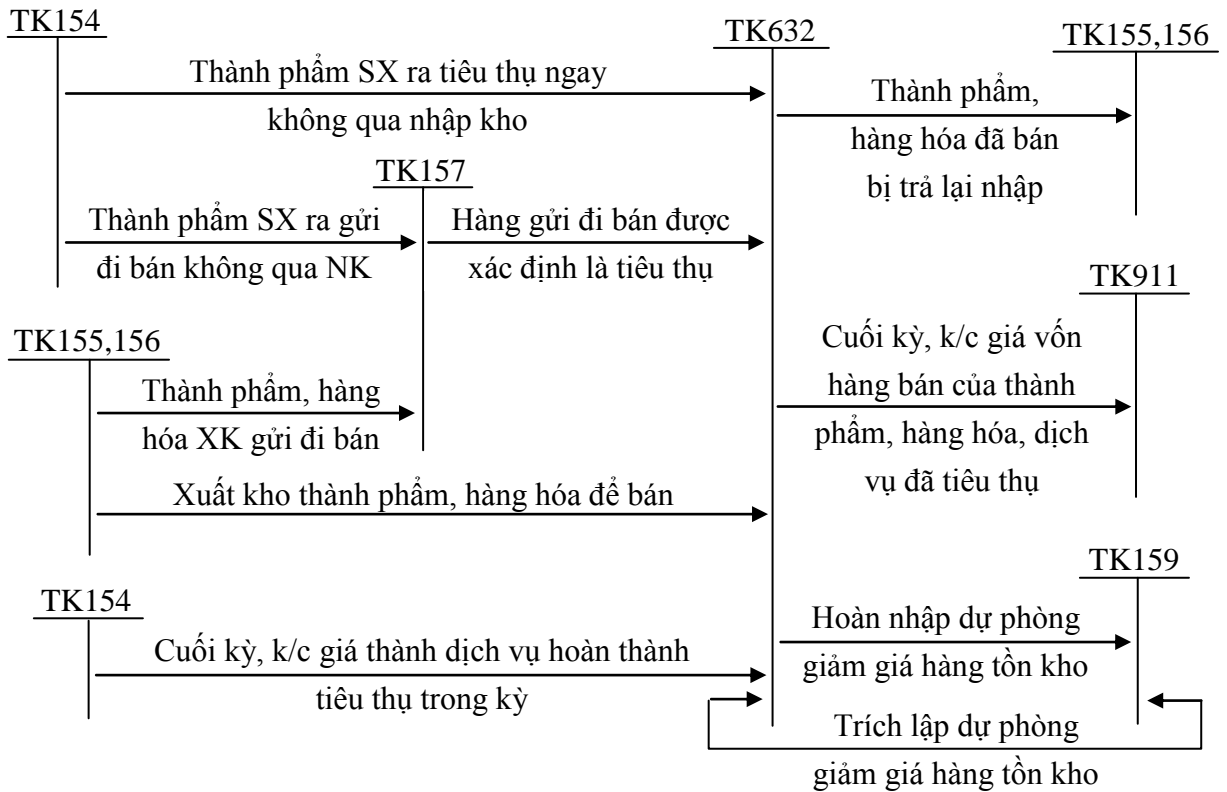 TK154
TK632
TK155,156
Thành phẩm SX ra tiêu thụ ngay
không qua nhập kho
Thành phẩm,
hàng hóa đã bán
bị trả lại nhập
TK157
Thành phẩm SX ra gửi
đi bán không qua NK
Hàng gửi đi bán được
xác định là tiêu thụ
TK911
TK155,156
Cuối kỳ, k/c giá vốn
hàng bán của thành
phẩm, hàng hóa, dịch
vụ đã tiêu thụ
Thành phẩm, hàng
hóa XK gửi đi bán
Xuất kho thành phẩm, hàng hóa để bán
TK159
TK154
Hoàn nhập dự phòng
giảm giá hàng tồn kho
Cuối kỳ, k/c giá thành dịch vụ hoàn thành
tiêu thụ trong kỳ
Trích lập dự phòng
giảm giá hàng tồn kho